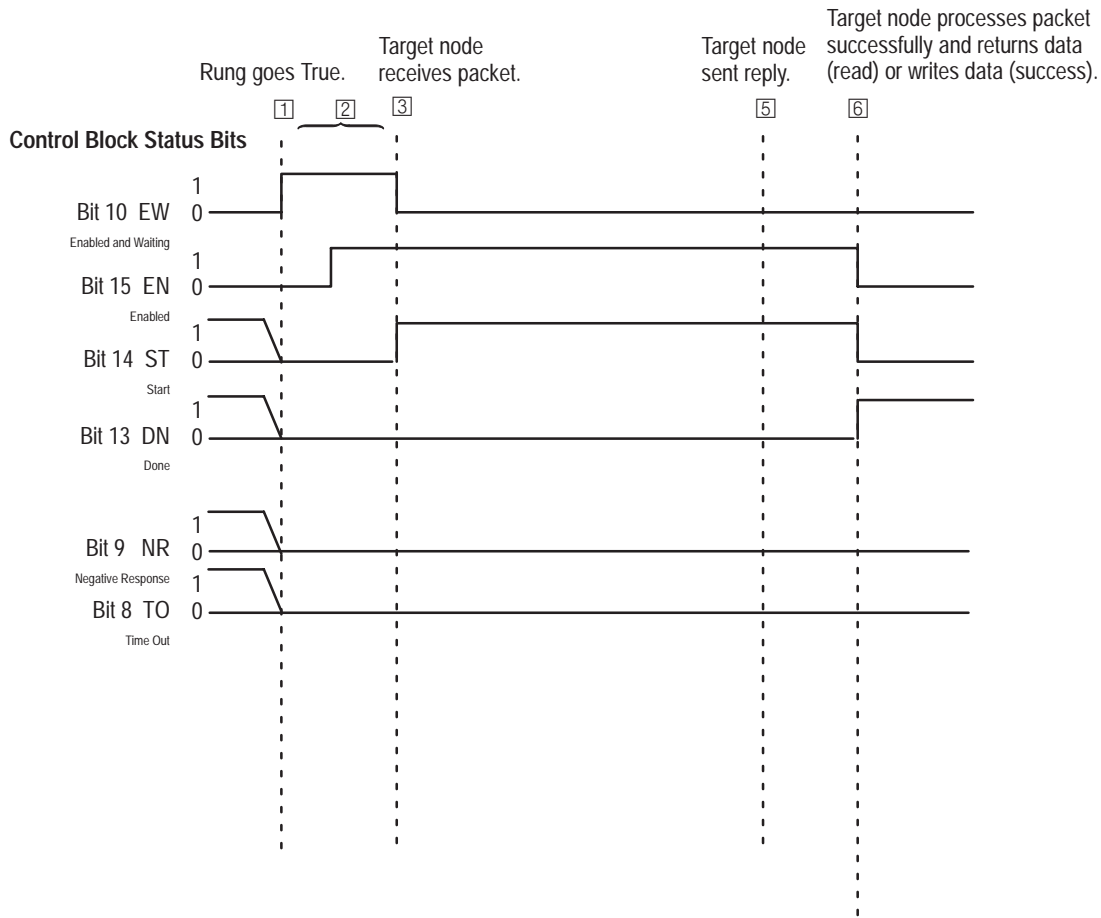 Target node processes packet
successfully and returns data
(read) or writes data (success).
Target node
receives packet.
Target node
sent reply.
Rung goes True.
1 2 3 5 6
Control Block Status Bits
1
Bit 10 EW 0
Enabled and Waiting
1
Bit 15 EN 0
Enabled
1
Bit 14 ST 0
Start
1
Bit 13 DN 0
Done
1
Bit 9 NR 0
Negative Response
1
Bit 8 TO 0
Time Out